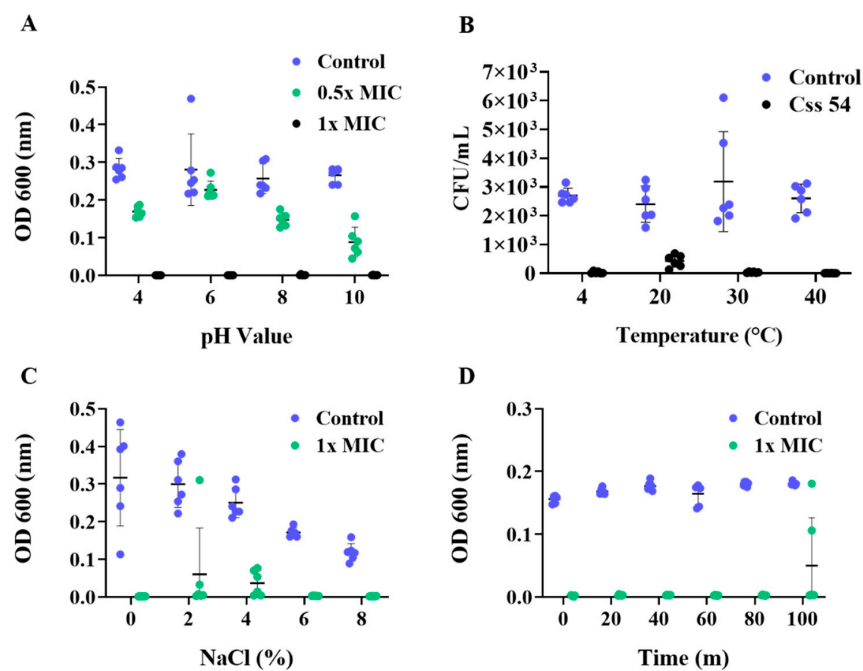 A
Control
0.5x MIC
1x MIC
OD 600 (nm)
0.5
0.4
0.3
0.2
0.1
0.0
4
6
8
10
pH Value
B
Control
Css 54
CFU/mL
7×10³
6×10³
5×10³
4×10³
3×10³
2×10³
1×10³
0
4
20
30
40
Temperature (°C)
C
Control
1x MIC
OD 600 (nm)
0.5
0.4
0.3
0.2
0.1
0.0
0
2
4
6
8
NaCl (%)
D
Control
1x MIC
OD 600 (nm)
0.3
0.2
0.1
0.0
0
20
40
60
80
100
Time (m)